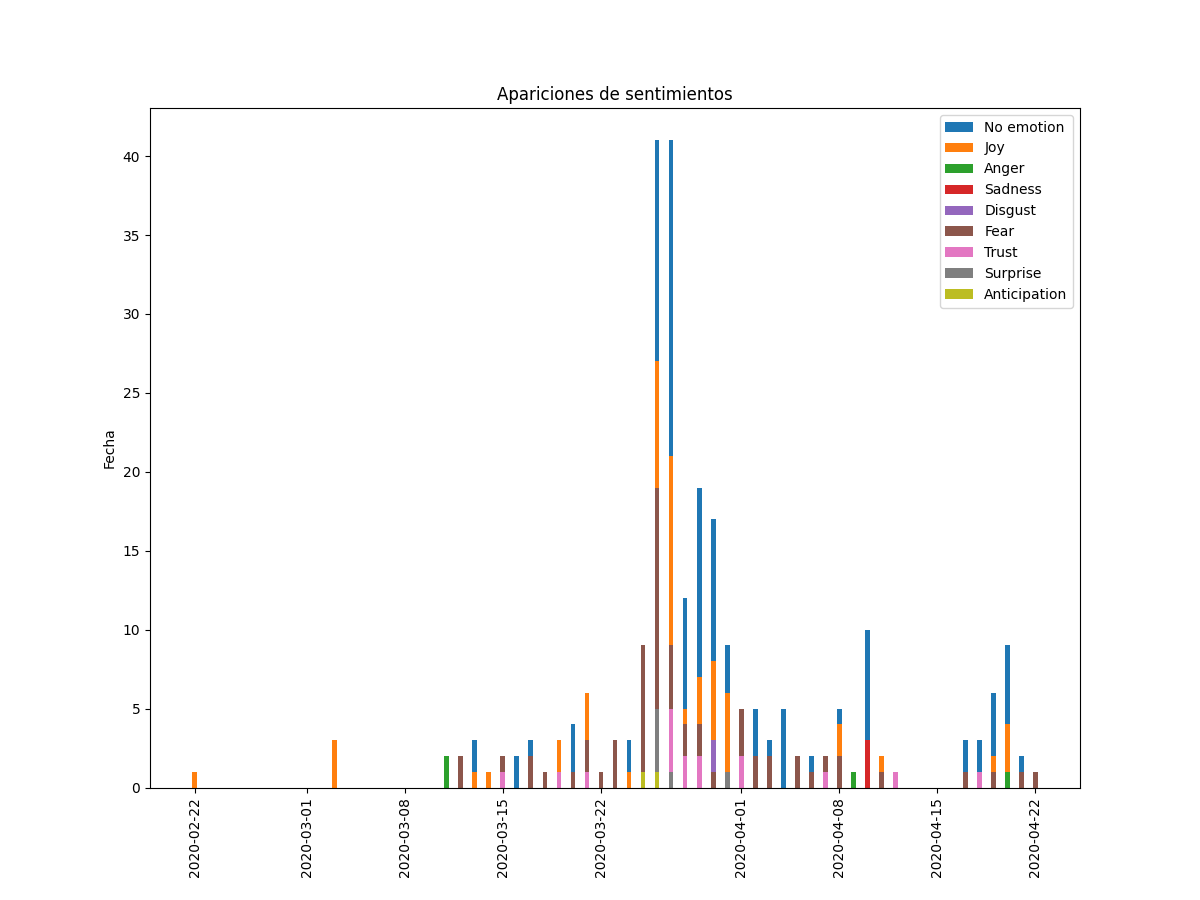 Apariciones de sentimientos
No emotion
Joy
Anger
Sadness
Disgust
Fear
Trust
Surprise
Anticipation
Fecha
40
35
30
25
20
15
10
5
0
2020-02-22
2020-03-01
2020-03-08
2020-03-15
2020-03-22
2020-04-01
2020-04-08
2020-04-15
2020-04-22